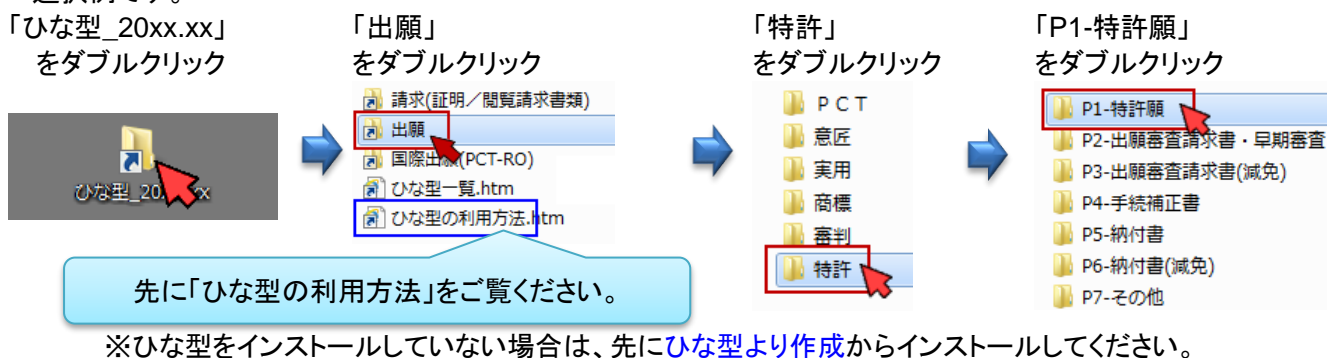 「ひな型_20xx.xx」
をダブルクリック
ひな型_20
「出願」
をダブルクリック
請求(証明／閲覧請求書類)
出願
国際出願(PCT-RO)
ひな型一覧.htm
ひな型の利用方法.htm
先に「ひな型の利用方法」をご覧ください。
「特許」
をダブルクリック
ＰＣＴ
意匠
実用
商標
審判
特許
「P1-特許願」
をダブルクリック
P1-特許願
P2-出願審査請求書・早期審査
P3-出願審査請求書(減免)
P4-手続補正書
P5-納付書
P6-納付書(減免)
P7-その他
※ひな型をインストールしていない場合は、先にひな型より作成からインストールしてください。